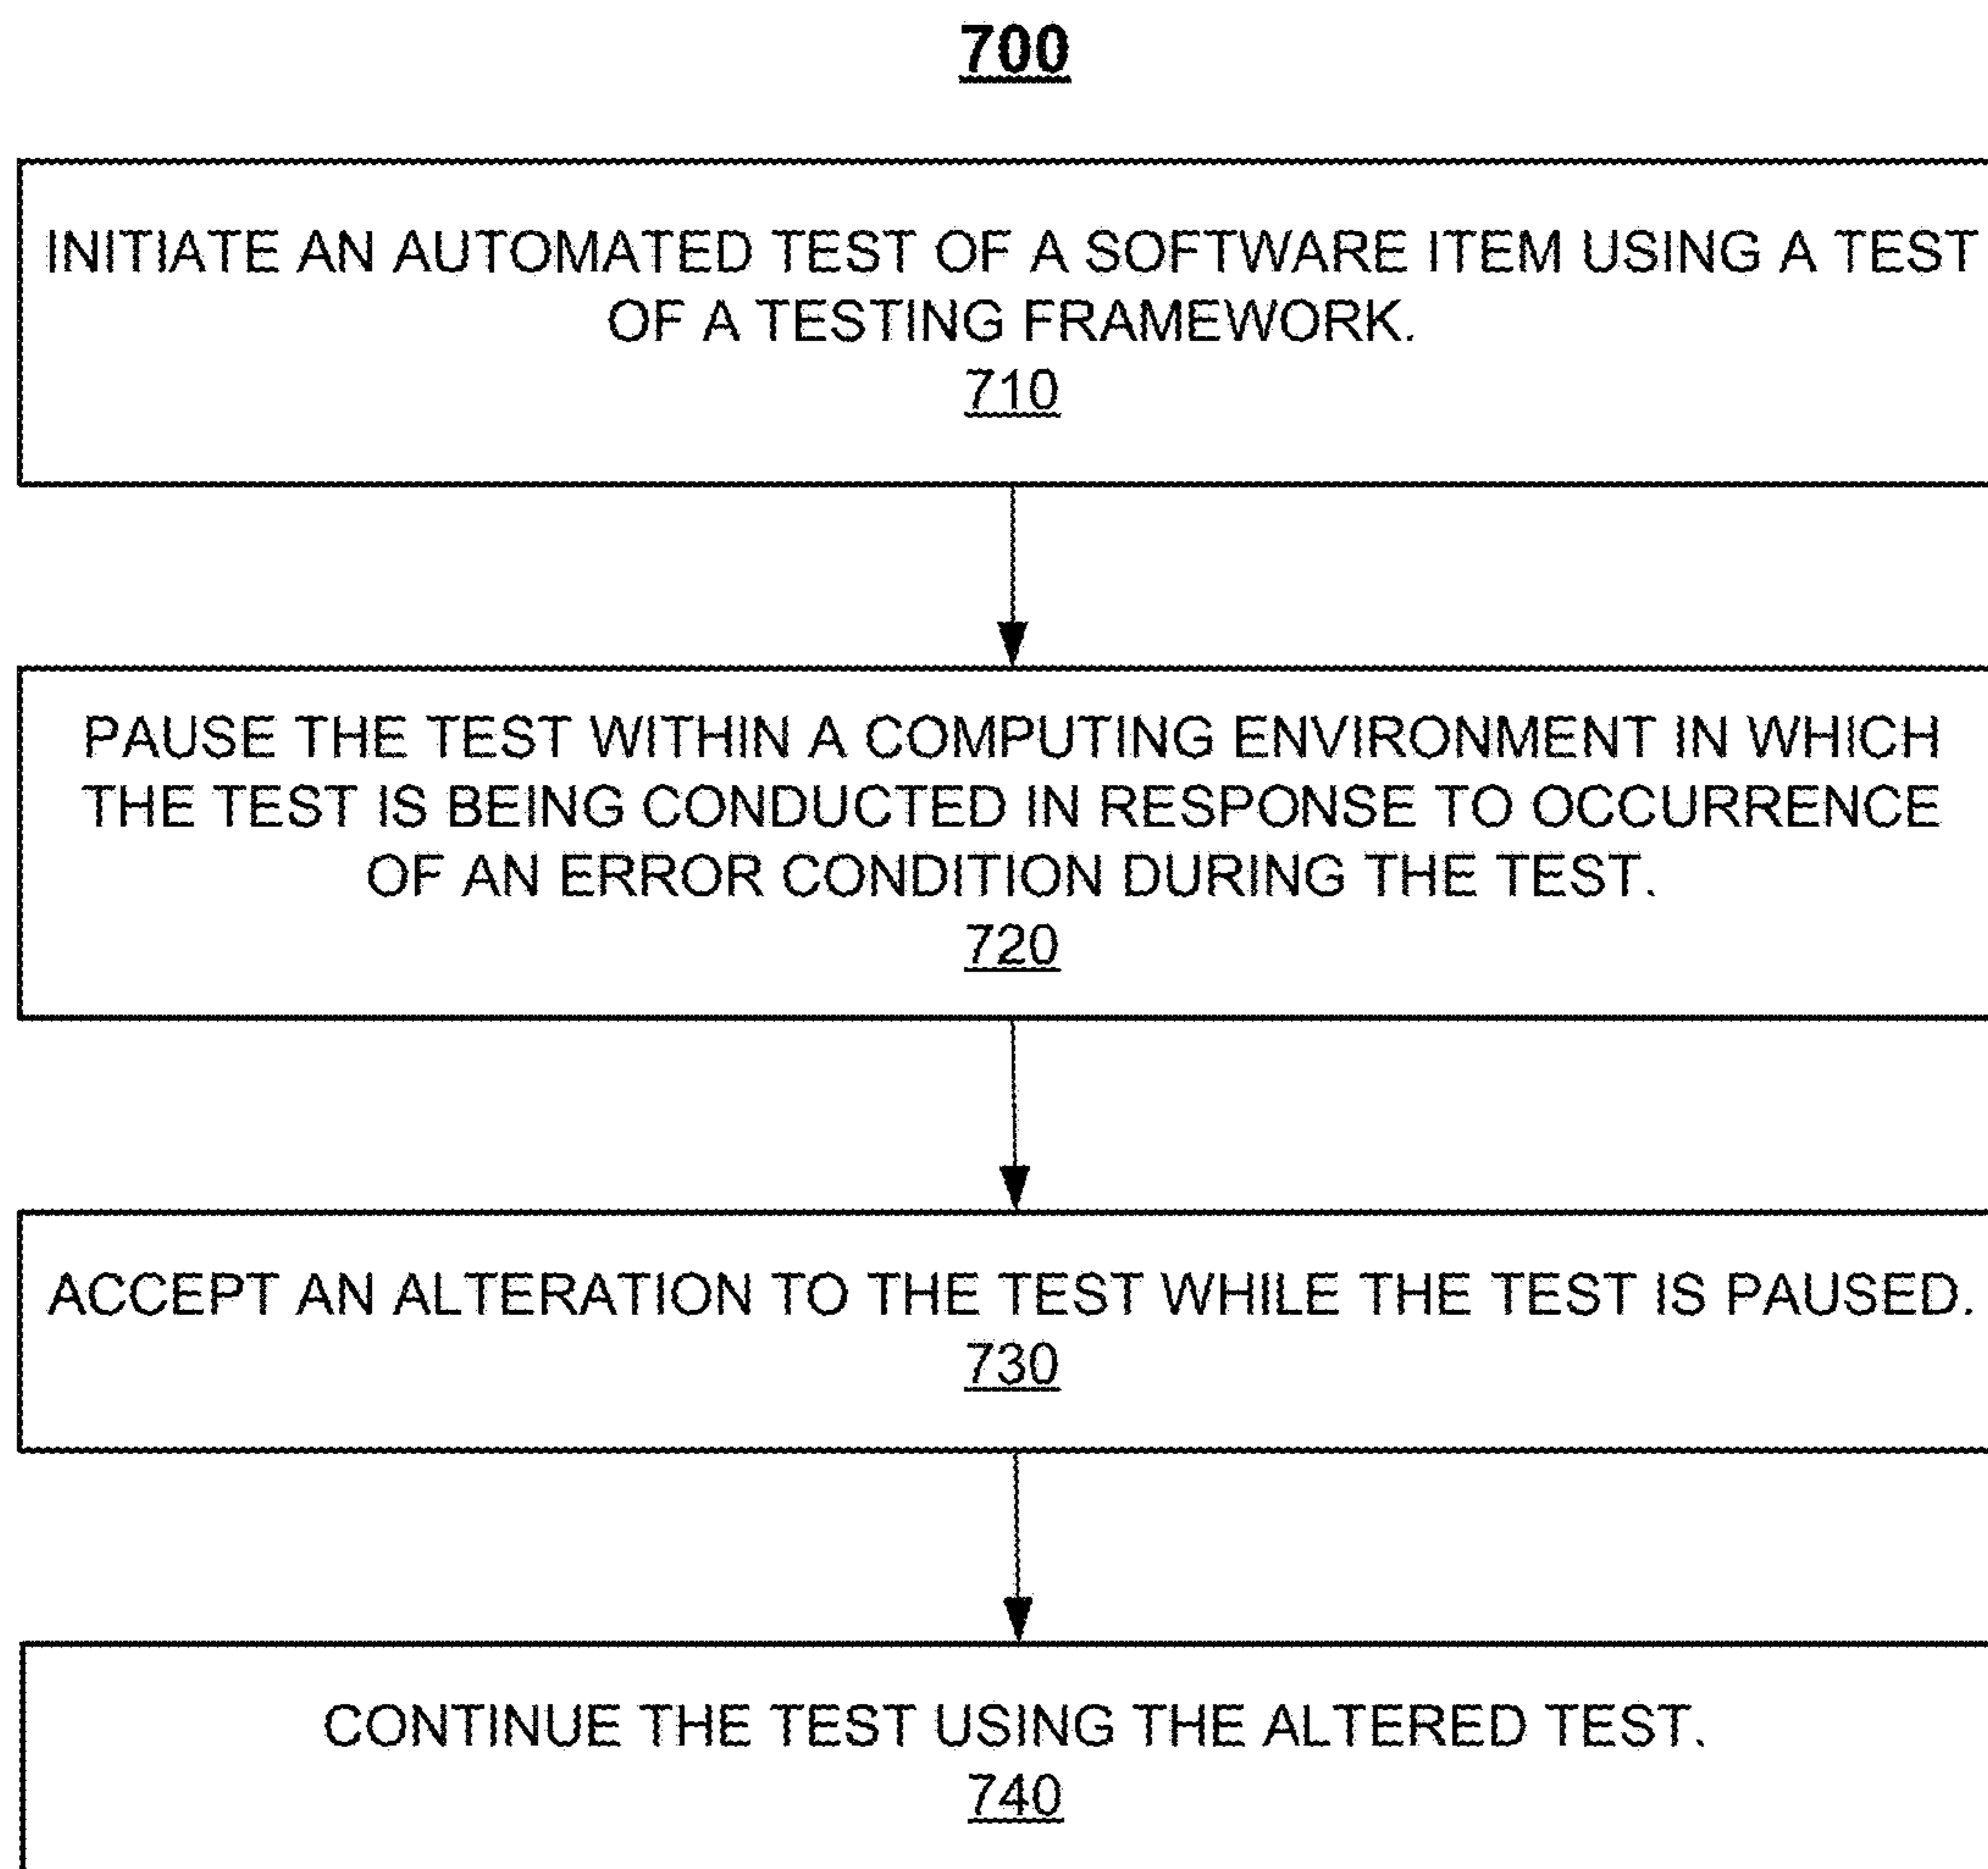 700
INITIATE AN AUTOMATED TEST OF A SOFTWARE ITEM USING A TEST
OF A TESTING FRAMEWORK.
710
PAUSE THE TEST WITHIN A COMPUTING ENVIRONMENT IN WHICH
THE TEST IS BEING CONDUCTED IN RESPONSE TO OCCURRENCE
OF AN ERROR CONDITION DURING THE TEST.
720
ACCEPT AN ALTERATION TO THE TEST WHILE THE TEST IS PAUSED.
730
CONTINUE THE TEST USING THE ALTERED TEST.
740